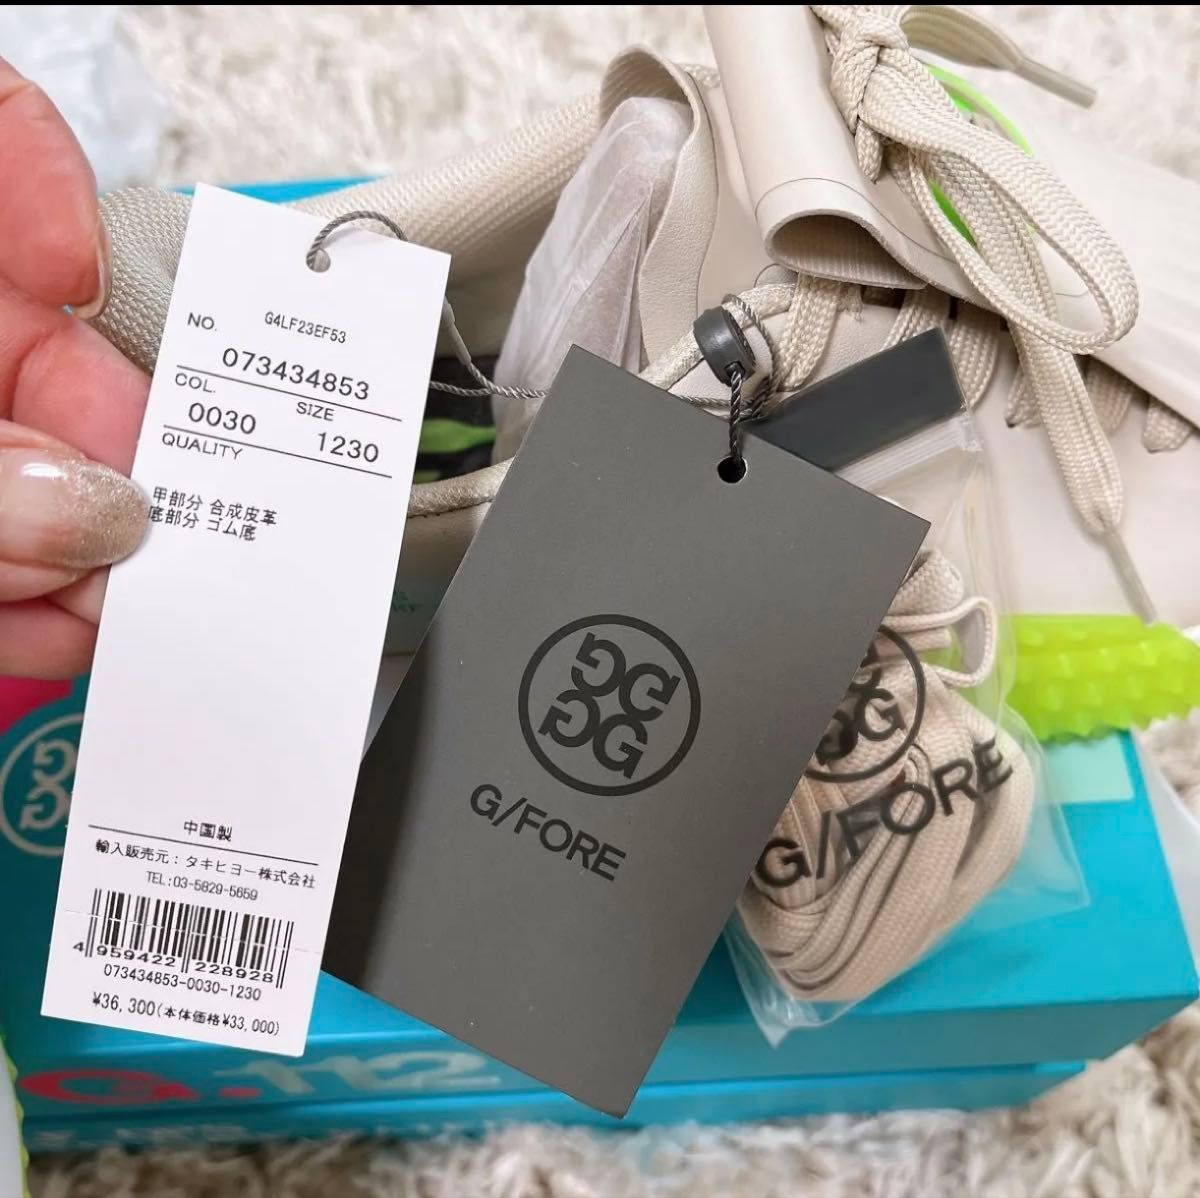 G4LF23EF53
NO.
073434853
COL.
SIZE
0030
1230
QUALITY
甲部分 合成皮革
底部分 ゴム底
中国製
輸入販売元：タキヒヨー株式会社
TEL:03-5829-5659
4 959422 228928
073434853-0030-1230
¥36,300(本体価格¥33,000)
G/FORE
G/FORE
G.112